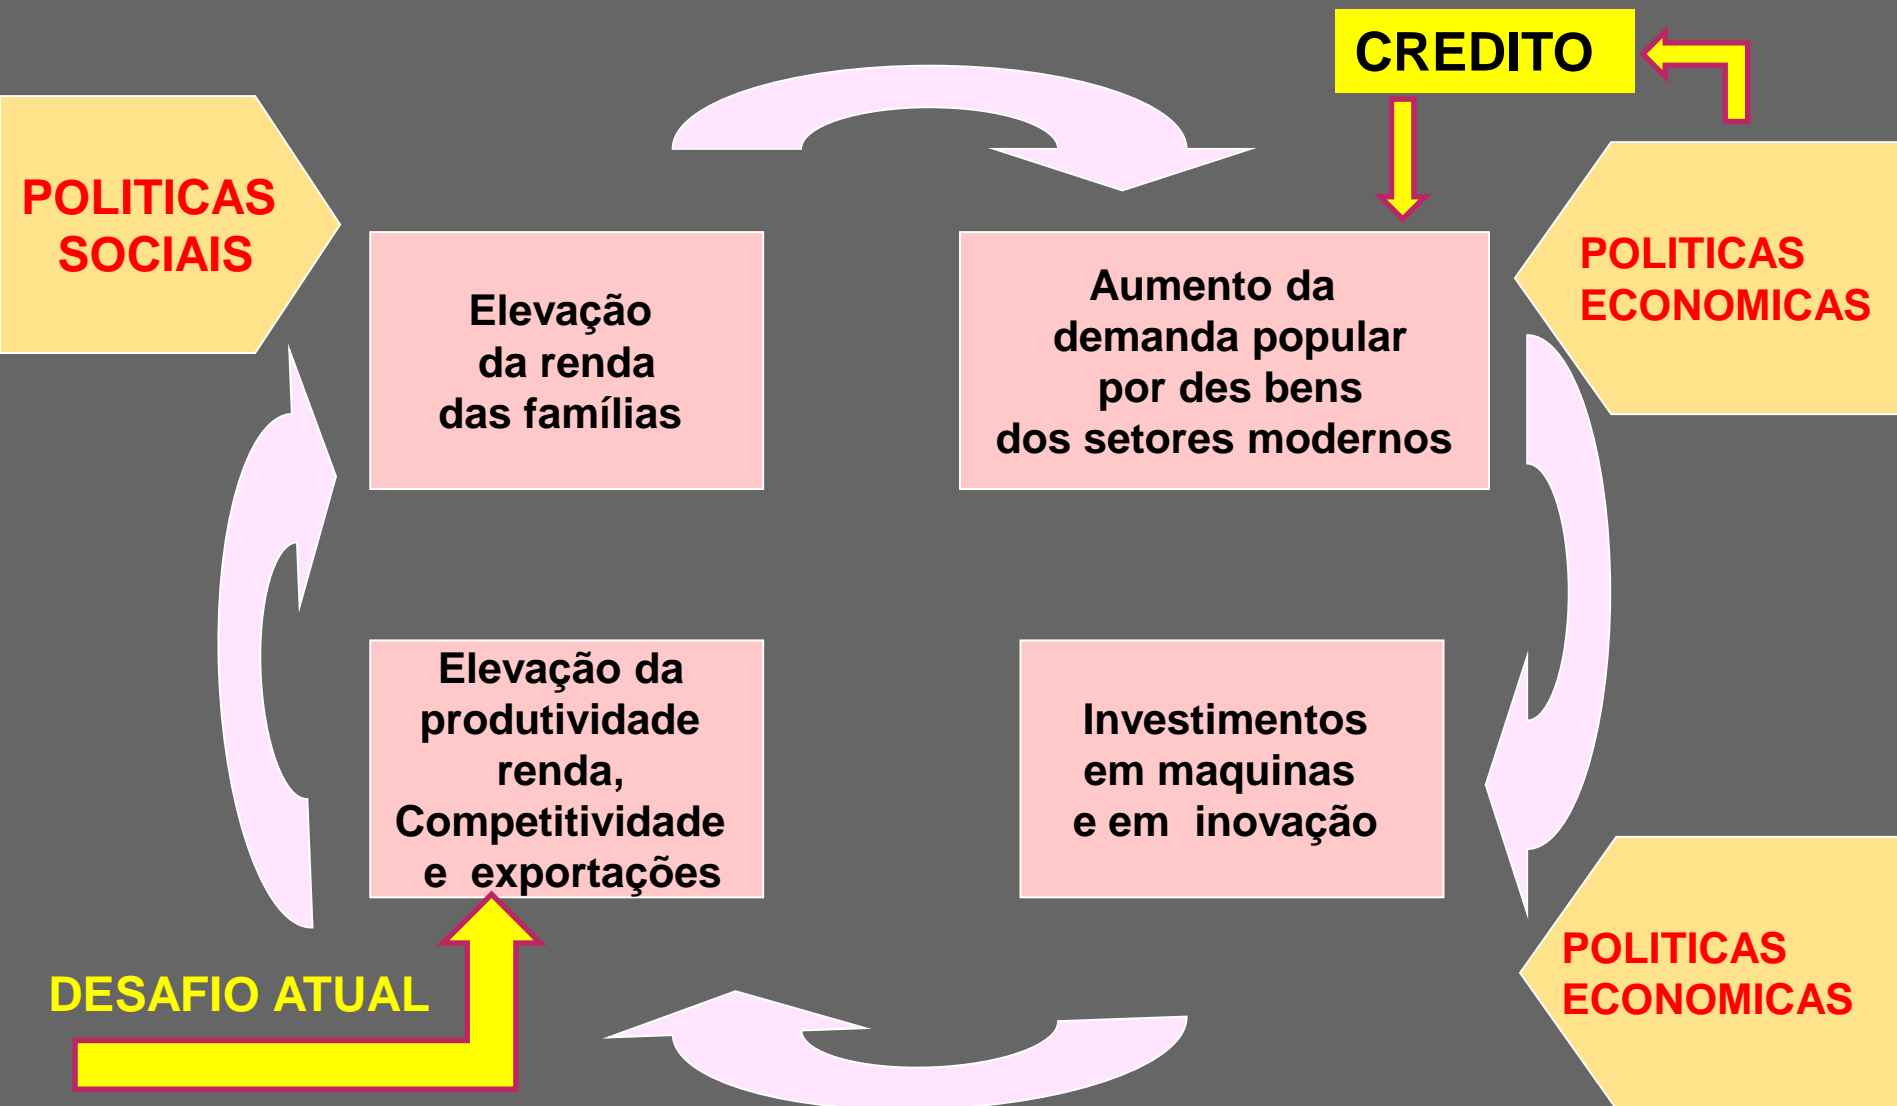 CREDITO
POLITICAS
SOCIAIS
Elevação
da renda
das famílias
Aumento da
demanda popular
por des bens
dos setores modernos
POLITICAS
ECONOMICAS
Elevação da
produtividade
renda,
Competitividade
e exportações
Investimentos
em maquinas
e em inovação
DESAFIO ATUAL
POLITICAS
ECONOMICAS